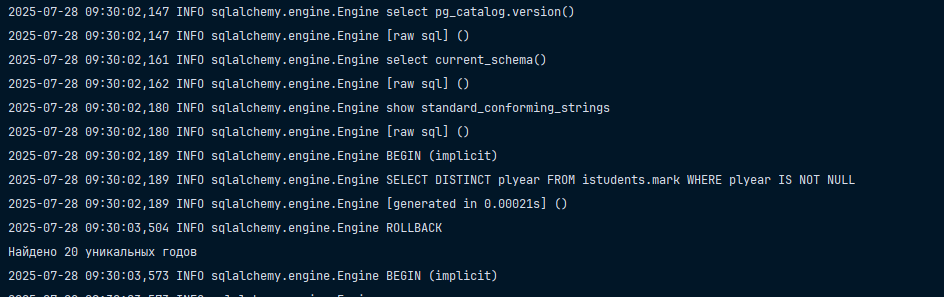 2025-07-28 09:30:02,147 INFO sqlalchemy.engine.Engine select pg_catalog.version()
2025-07-28 09:30:02,147 INFO sqlalchemy.engine.Engine [raw sql] ()
2025-07-28 09:30:02,161 INFO sqlalchemy.engine.Engine select current_schema()
2025-07-28 09:30:02,162 INFO sqlalchemy.engine.Engine [raw sql] ()
2025-07-28 09:30:02,180 INFO sqlalchemy.engine.Engine show standard_conforming_strings
2025-07-28 09:30:02,180 INFO sqlalchemy.engine.Engine [raw sql] ()
2025-07-28 09:30:02,189 INFO sqlalchemy.engine.Engine BEGIN (implicit)
2025-07-28 09:30:02,189 INFO sqlalchemy.engine.Engine SELECT DISTINCT plyear FROM istudents.mark WHERE plyear IS NOT NULL
2025-07-28 09:30:02,189 INFO sqlalchemy.engine.Engine [generated in 0.00021s] ()
2025-07-28 09:30:03,504 INFO sqlalchemy.engine.Engine ROLLBACK
Найдено 20 уникальных годов
2025-07-28 09:30:03,573 INFO sqlalchemy.engine.Engine BEGIN (implicit)